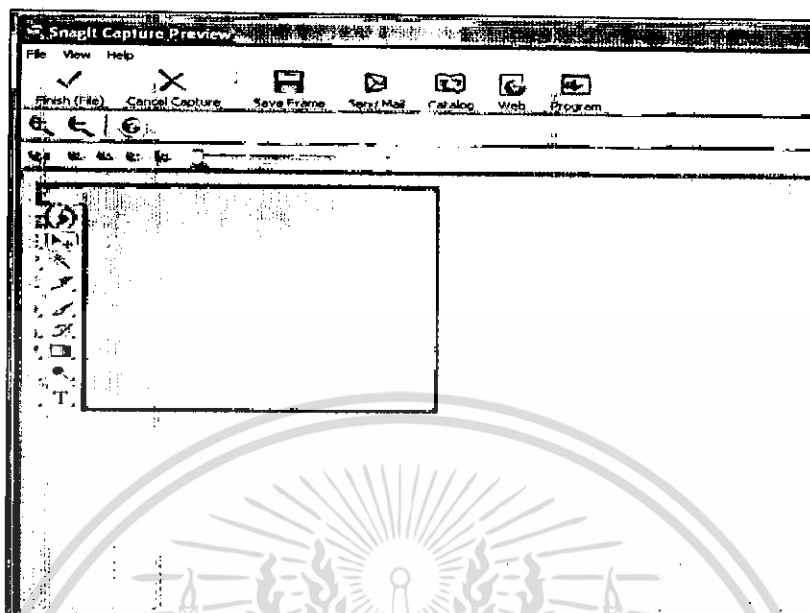 SnagIt Capture Preview
File View Help
Finish (File) Cancel Capture Save Frame Send Mail Catalog Web Program
T